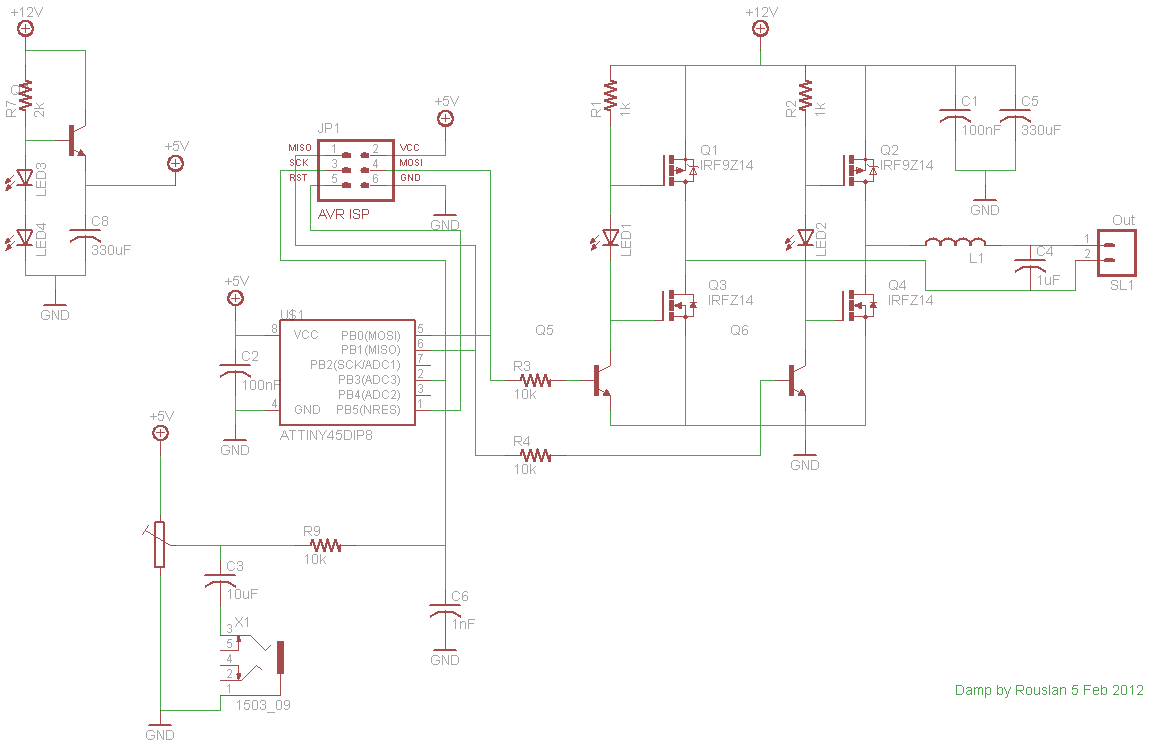 +12V
+12V
R7
Q
2k
LED3
LED4
+5V
C8
330uF
GND
JP1
+5V
MISO 1 2 VCC
SCK 3 4 MOSI
RST 5 6 GND
AVR ISP
GND
R1
1k
R2
1k
C1
100nF
C5
330uF
GND
Q1
IRF9Z14
Q2
IRF9Z14
LED1
LED2
Out
1
2
SL1
L1
C4
1uF
Q3
IRFZ14
Q4
IRFZ14
Q5
Q6
+5V
U$1
8 VCC PB0(MOSI) 5
PB1(MISO) 6
PB2(SCK/ADC1) 7
PB3(ADC3) 2
PB4(ADC2) 3
4 GND PB5(NRES) 1
ATTINY45DIP8
C2
100nF
GND
R3
10k
R4
10k
GND
+5V
R9
10k
C3
10uF
C6
1nF
GND
X1
3
5
4
2
1
1503_09
GND
Damp by Rouslan 5 Feb 2012